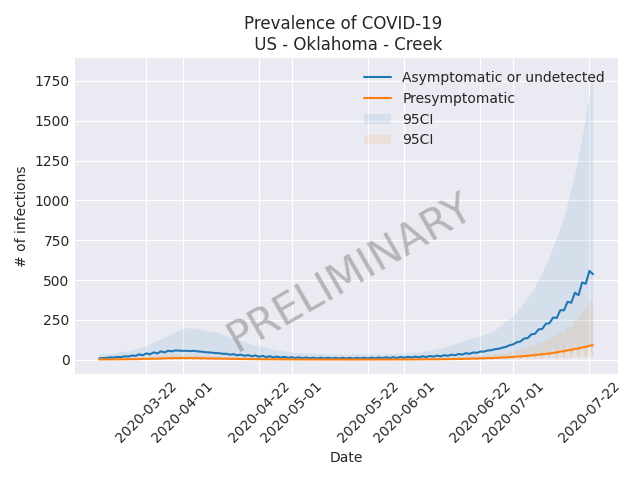 Prevalence of COVID-19
US - Oklahoma - Creek
Asymptomatic or undetected
Presymptomatic
95CI
95CI
# of infections
1750
1500
1250
1000
750
500
250
0
PRELIMINARY
2020-03-22
2020-04-01
2020-04-22
2020-05-01
2020-05-22
2020-06-01
2020-06-22
2020-07-01
2020-07-22
Date